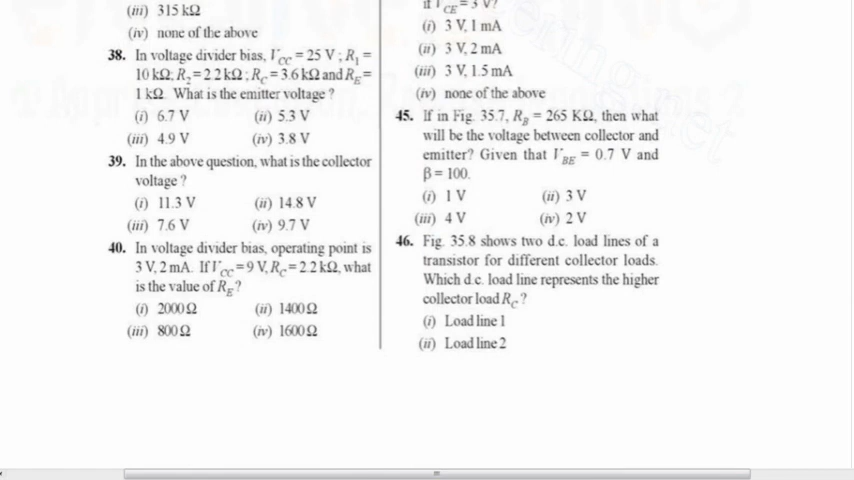 (iii) 315 kΩ
(iv) none of the above
38. In voltage divider bias, VCC = 25 V ; R1 =
10 kΩ; R2 = 2.2 kΩ ; RC = 3.6 kΩ and RE =
1 kΩ. What is the emitter voltage ?
(i) 6.7 V (ii) 5.3 V
(iii) 4.9 V (iv) 3.8 V
39. In the above question, what is the collector
voltage ?
(i) 11.3 V (ii) 14.8 V
(iii) 7.6 V (iv) 9.7 V
40. In voltage divider bias, operating point is
3 V, 2 mA. If VCC = 9 V, RC = 2.2 kΩ, what
is the value of RE ?
(i) 2000 Ω (ii) 1400 Ω
(iii) 800 Ω (iv) 1600 Ω
if VCE = 3 V?
(i) 3 V, 1 mA
(ii) 3 V, 2 mA
(iii) 3 V, 1.5 mA
(iv) none of the above
45. If in Fig. 35.7, RB = 265 KΩ, then what
will be the voltage between collector and
emitter? Given that VBE = 0.7 V and
β = 100.
(i) 1 V (ii) 3 V
(iii) 4 V (iv) 2 V
46. Fig. 35.8 shows two d.c. load lines of a
transistor for different collector loads.
Which d.c. load line represents the higher
collector load RC ?
(i) Load line 1
(ii) Load line 2